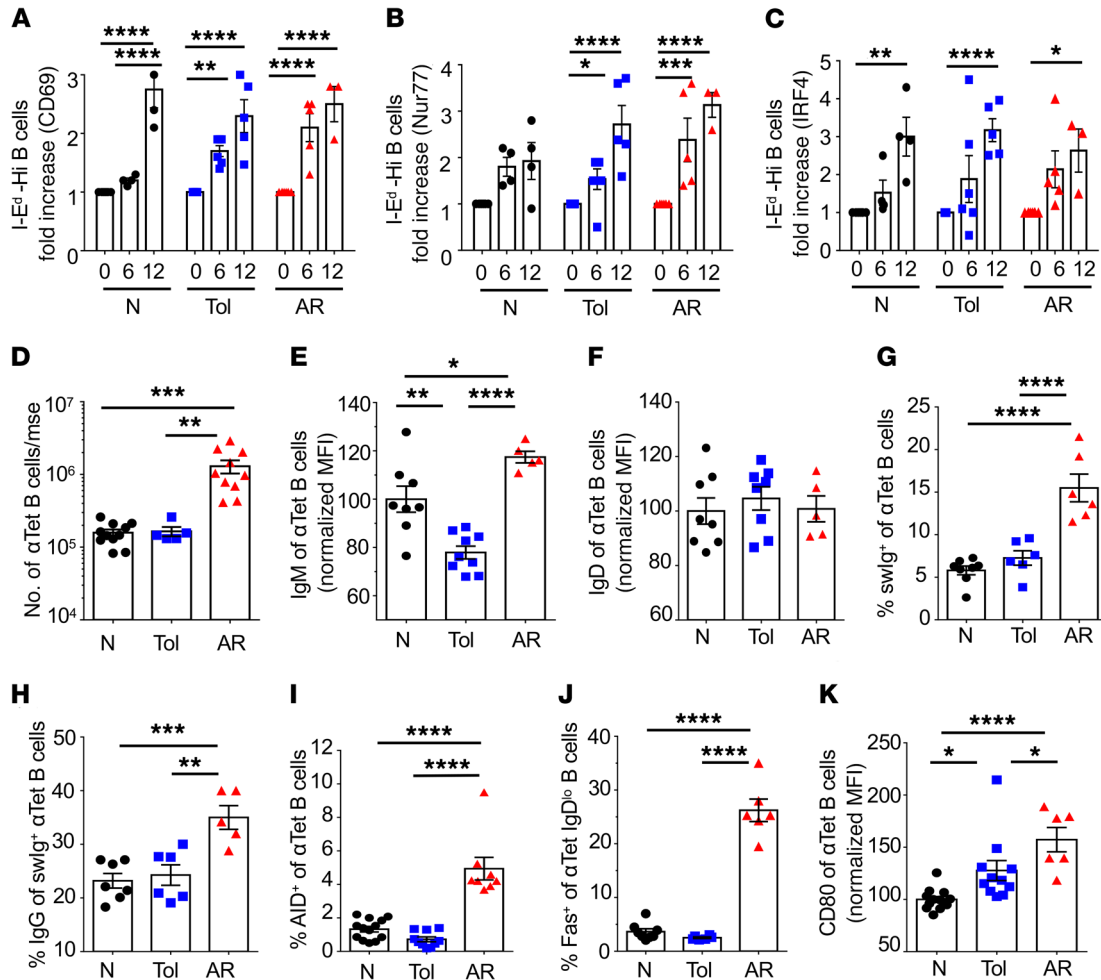 A
I-Eᵈ -Hi B cells
fold increase (CD69)
**** **** ****
**** ** ****
3
2
1
0
0 6 12 0 6 12 0 6 12
N Tol AR
B
I-Eᵈ -Hi B cells
fold increase (Nur77)
**** ****
* ***
4
3
2
1
0
0 6 12 0 6 12 0 6 12
N Tol AR
C
I-Eᵈ -Hi B cells
fold increase (IRF4)
** **** *
5
4
3
2
1
0
0 6 12 0 6 12 0 6 12
N Tol AR
D
No. of αTet B cells/mse
***
**
10⁷
10⁶
10⁵
10⁴
N Tol AR
E
IgM of αTet B cells
(normalized MFI)
*
** ****
140
120
100
80
60
N Tol AR
F
IgD of αTet B cells
(normalized MFI)
140
120
100
80
60
N Tol AR
G
% swIg⁺ of αTet B cells
****
****
25
20
15
10
5
0
N Tol AR
H
% IgG of swIg⁺ αTet B cells
***
**
50
40
30
20
10
N Tol AR
I
% AID⁺ of αTet B cells
****
****
12
10
8
6
4
2
0
N Tol AR
J
% Fas⁺ of αTet IgDˡᵒ B cells
****
****
40
30
20
10
0
N Tol AR
K
CD80 of αTet B cells
(normalized MFI)
****
* *
250
200
150
100
50
N Tol AR